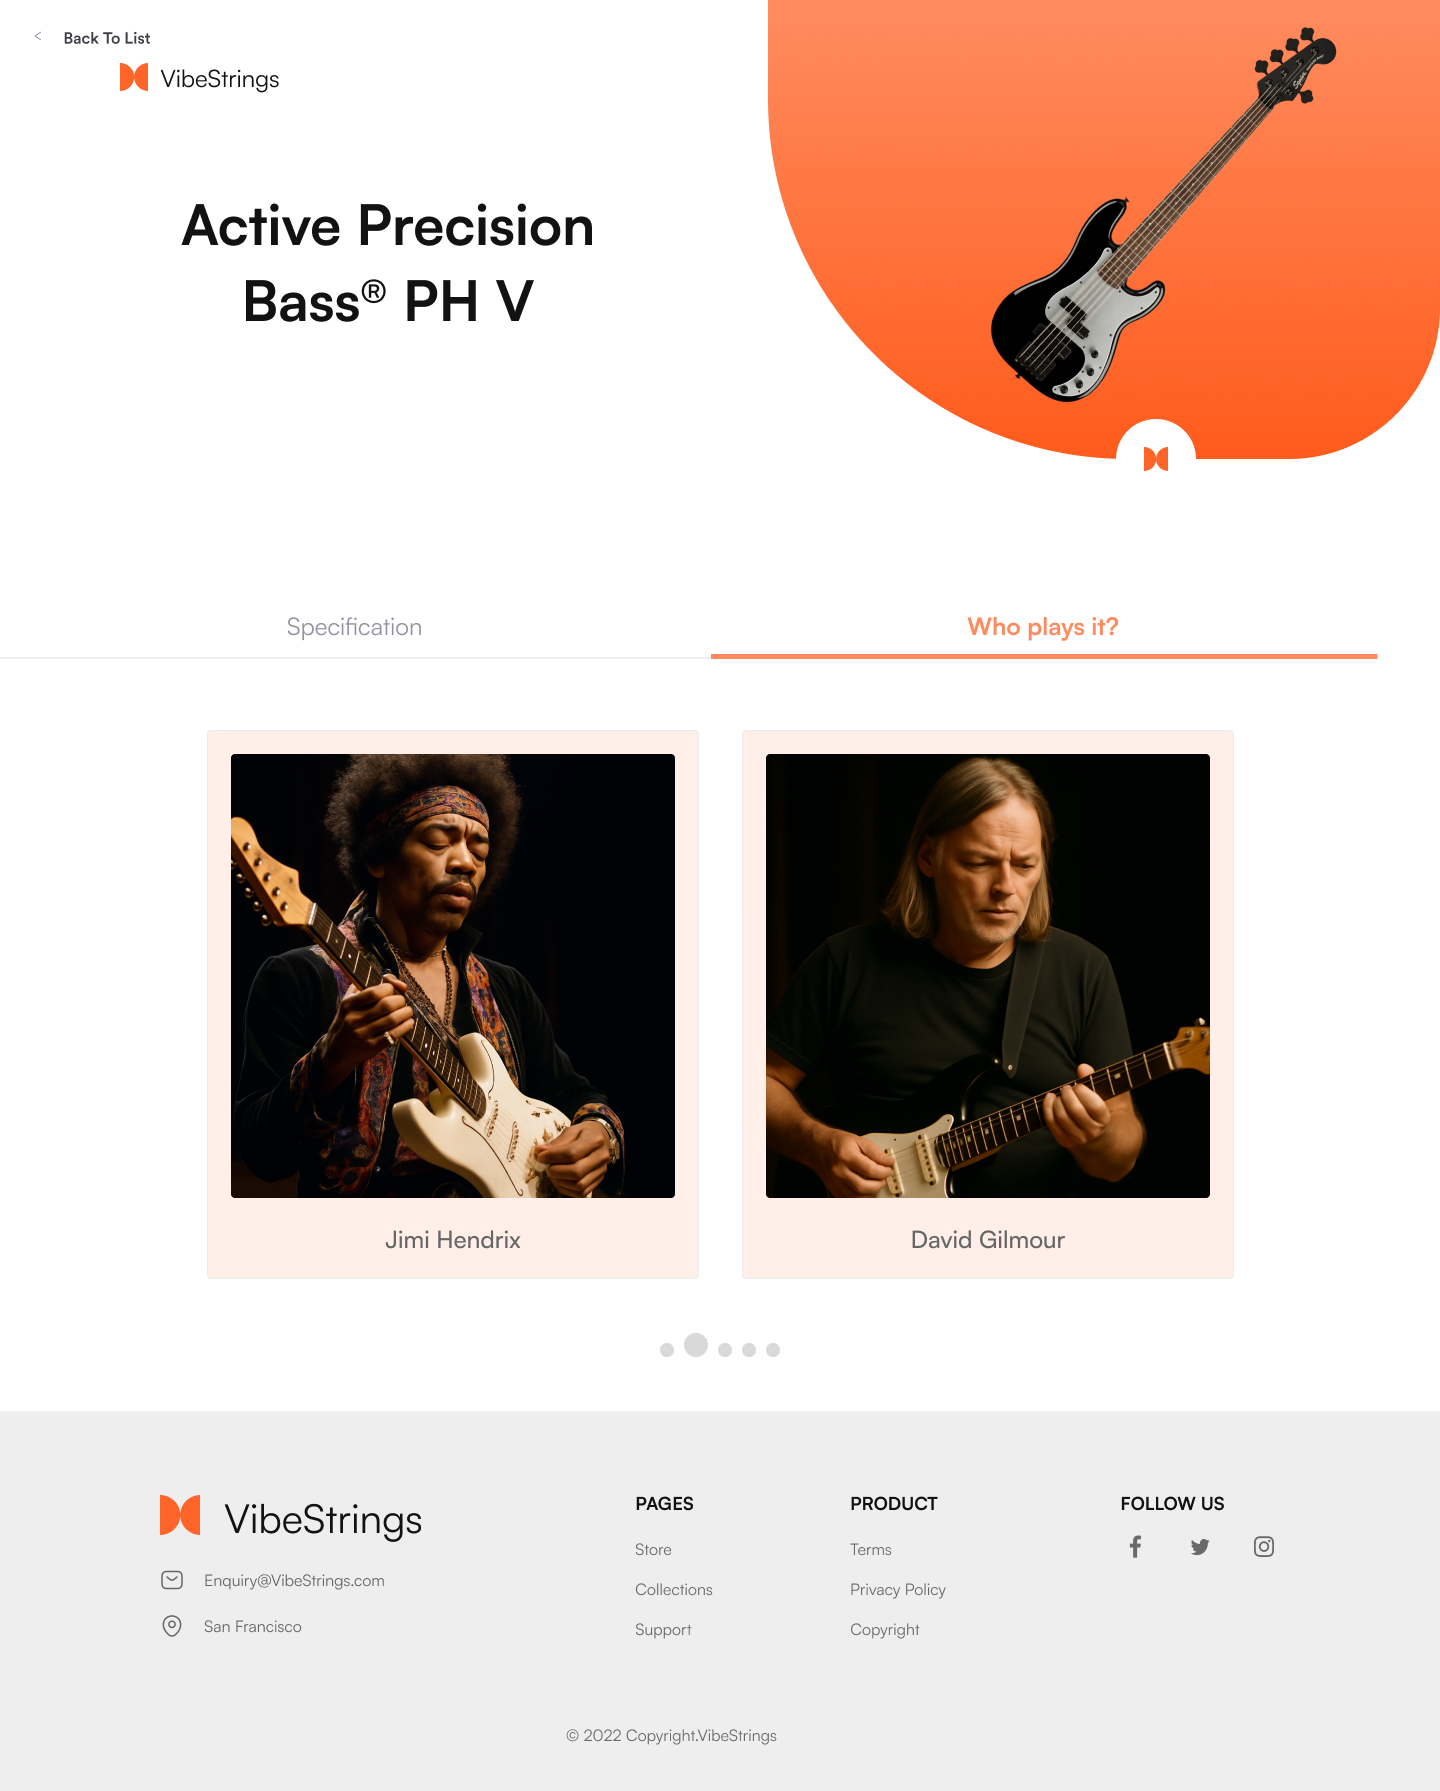 < Back To List
VibeStrings
Active Precision
Bass® PH V
Squier
Specification
Who plays it?
Jimi Hendrix
David Gilmour
VibeStrings
Enquiry@VibeStrings.com
San Francisco
PAGES
Store
Collections
Support
PRODUCT
Terms
Privacy Policy
Copyright
FOLLOW US
© 2022 Copyright.VibeStrings